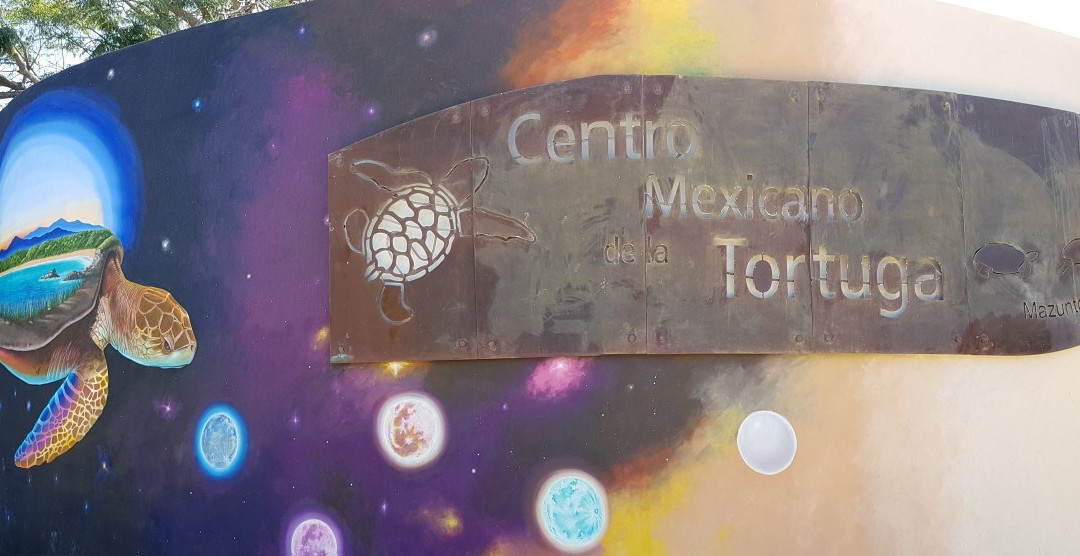 Centro
Mexicano
de la
Tortuga